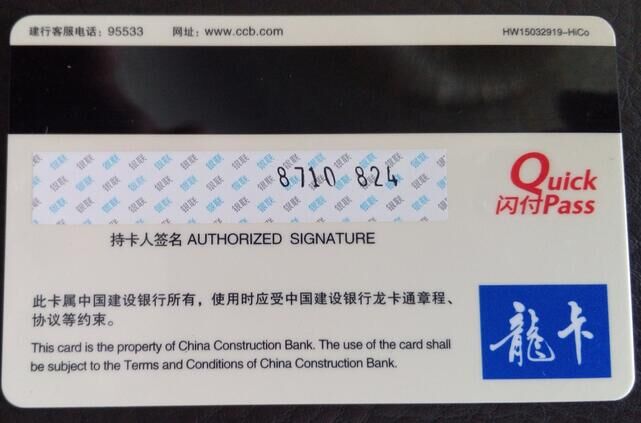 建行客服电话：95533 网址：www.ccb.com HW15032919-HiCo
8710 824
Quick
闪付Pass
持卡人签名 AUTHORIZED SIGNATURE
此卡属中国建设银行所有，使用时应受中国建设银行龙卡通章程、
协议等约束。
This card is the property of China Construction Bank. The use of the card shall
be subject to the Terms and Conditions of China Construction Bank.
龍卡